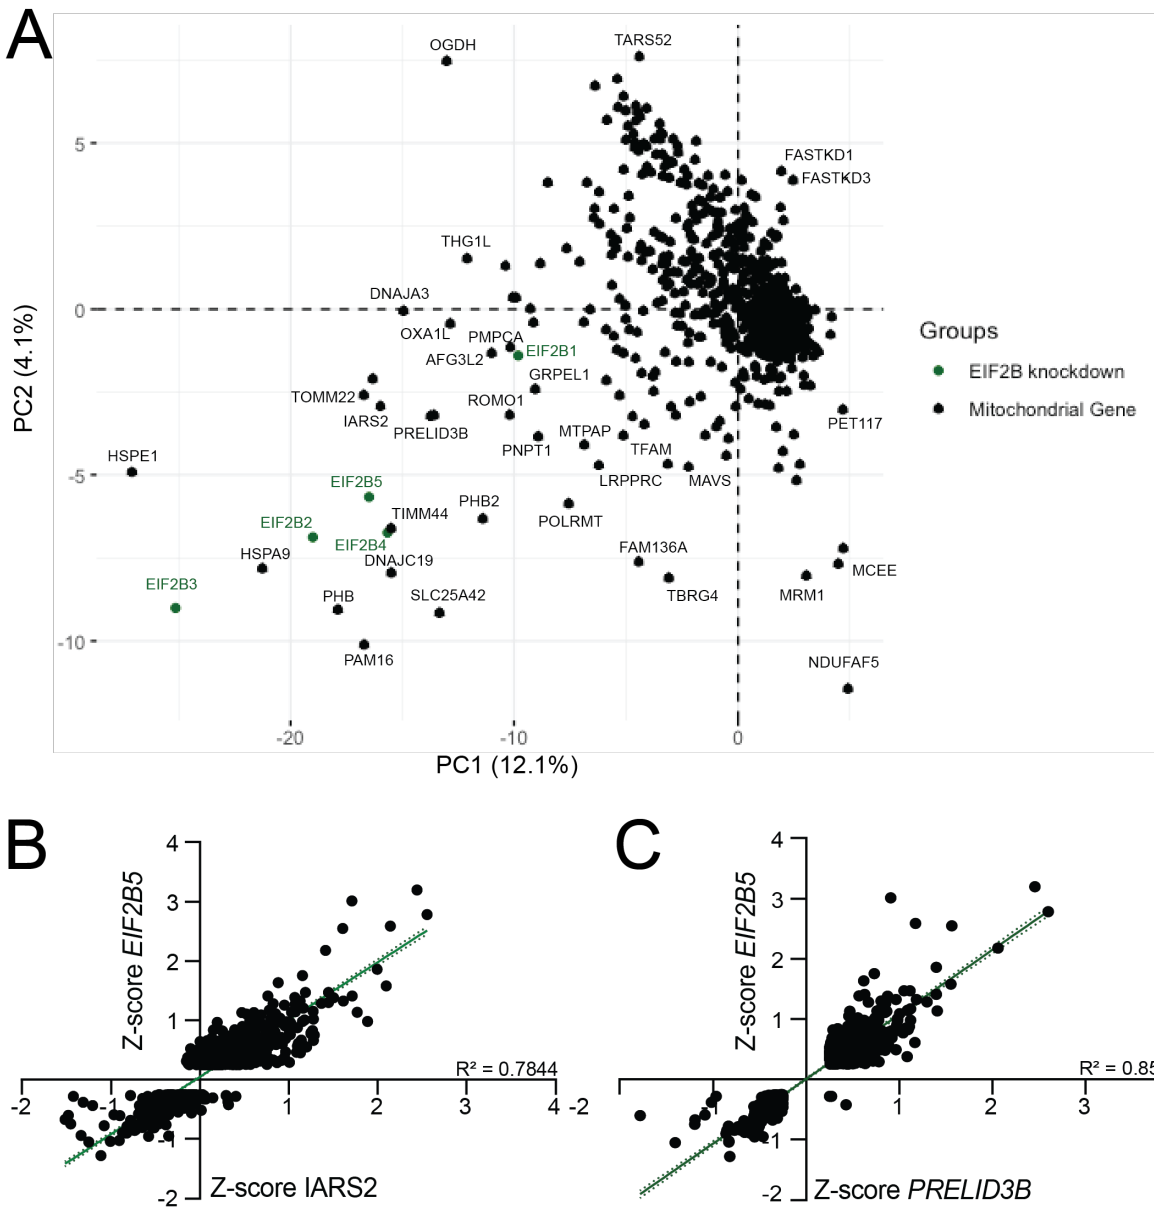 A
OGDH
TARS52
5
FASTKD1
FASTKD3
THG1L
DNAJA3
0
OXA1L
PMPCA
EIF2B1
AFG3L2
GRPEL1
TOMM22
ROMO1
IARS2
PRELID3B
MTPAP
PET117
PNPT1
TFAM
HSPE1
LRPPRC
MAVS
-5
EIF2B5
PHB2
TIMM44
POLRMT
EIF2B2
EIF2B4
FAM136A
HSPA9
DNAJC19
MCEE
EIF2B3
PHB
SLC25A42
TBRG4
MRM1
-10
PAM16
NDUFAF5
-20
-10
0
PC1 (12.1%)
PC2 (4.1%)
Groups
EIF2B knockdown
Mitochondrial Gene
B
4
3
2
1
Z-score EIF2B5
R² = 0.7844
-2
-1
1
2
3
4
-1
-2
Z-score IARS2
C
4
3
2
1
Z-score EIF2B5
R² = 0.85
-2
-1
1
2
3
-1
-2
Z-score PRELID3B